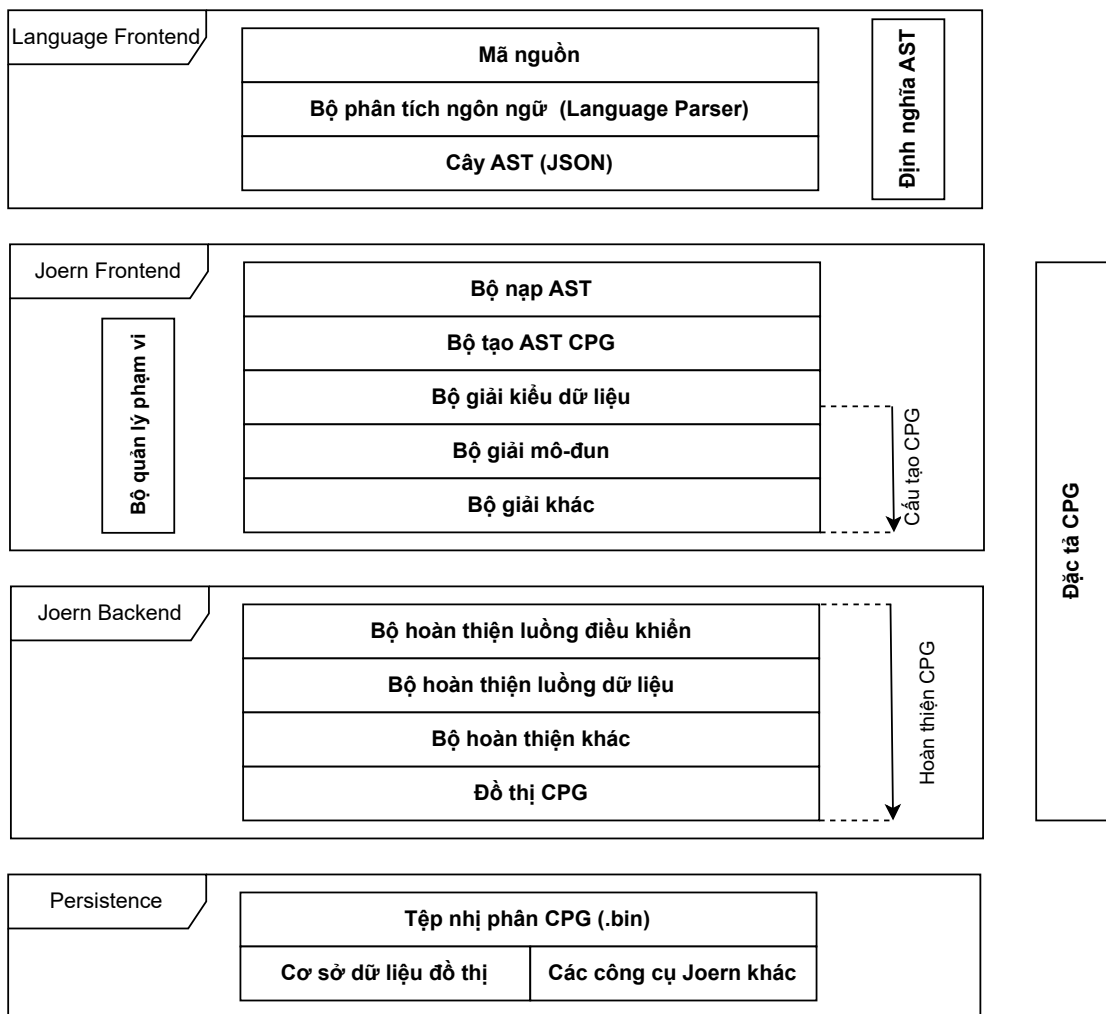 Language Frontend
Mã nguồn
Bộ phân tích ngôn ngữ (Language Parser)
Cây AST (JSON)
Định nghĩa AST
Joern Frontend
Bộ quản lý phạm vi
Bộ nạp AST
Bộ tạo AST CPG
Bộ giải kiểu dữ liệu
Bộ giải mô-đun
Bộ giải khác
Cấu tạo CPG
Đặc tả CPG
Joern Backend
Bộ hoàn thiện luồng điều khiển
Bộ hoàn thiện luồng dữ liệu
Bộ hoàn thiện khác
Đồ thị CPG
Hoàn thiện CPG
Persistence
Tệp nhị phân CPG (.bin)
Cơ sở dữ liệu đồ thị
Các công cụ Joern khác